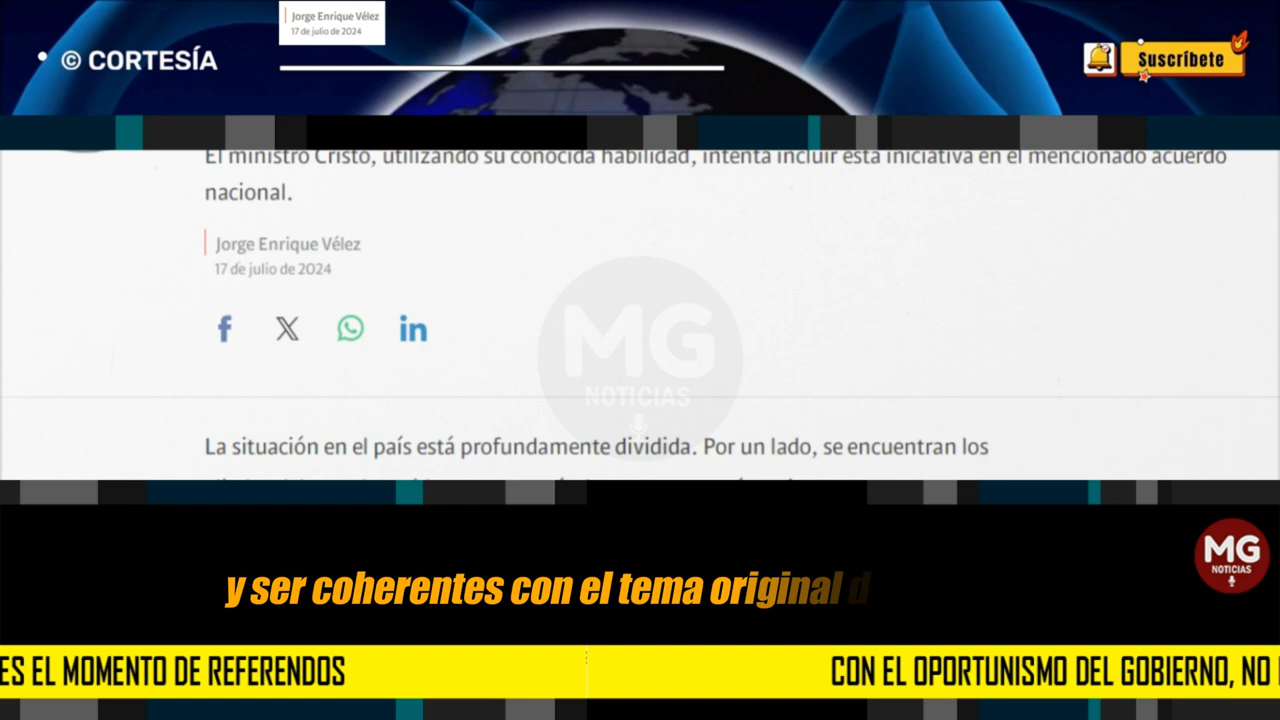 Jorge Enrique Vélez
17 de julio de 2024
© CORTESÍA
Suscríbete
El ministro Cristo, utilizando su conocida habilidad, intenta incluir esta iniciativa en el mencionado acuerdo
nacional.
Jorge Enrique Vélez
17 de julio de 2024
MG
NOTICIAS
La situación en el país está profundamente dividida. Por un lado, se encuentran los
MG
NOTICIAS
y ser coherentes con el tema original d
ES EL MOMENTO DE REFERENDOS
CON EL OPORTUNISMO DEL GOBIERNO, NO